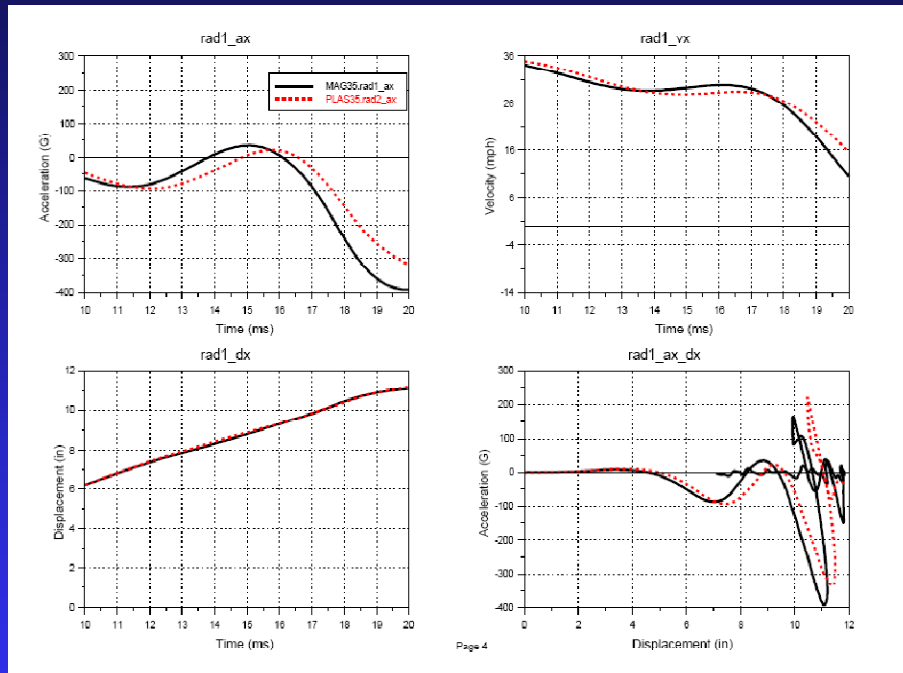 rad1_ax
300
200
100
0
-100
-200
-300
-400
Acceleration (G)
MAG35.rad1_ax
PLAS35.rad2_ax
10 11 12 13 14 15 16 17 18 19 20
Time (ms)
rad1_vx
36
26
16
6
-4
-14
Velocity (mph)
10 11 12 13 14 15 16 17 18 19 20
Time (ms)
rad1_dx
12
10
8
6
4
2
0
Displacement (in)
10 11 12 13 14 15 16 17 18 19 20
Time (ms)
rad1_ax_dx
300
200
100
0
-100
-200
-300
-400
Acceleration (G)
0 2 4 6 8 10 12
Displacement (in)
Page 4